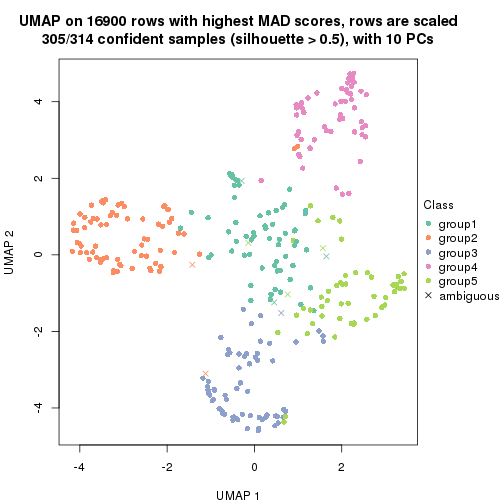 UMAP on 16900 rows with highest MAD scores, rows are scaled
305/314 confident samples (silhouette > 0.5), with 10 PCs
4
2
0
-2
-4
UMAP 2
-4
-2
0
2
UMAP 1
Class
group1
group2
group3
group4
group5
ambiguous